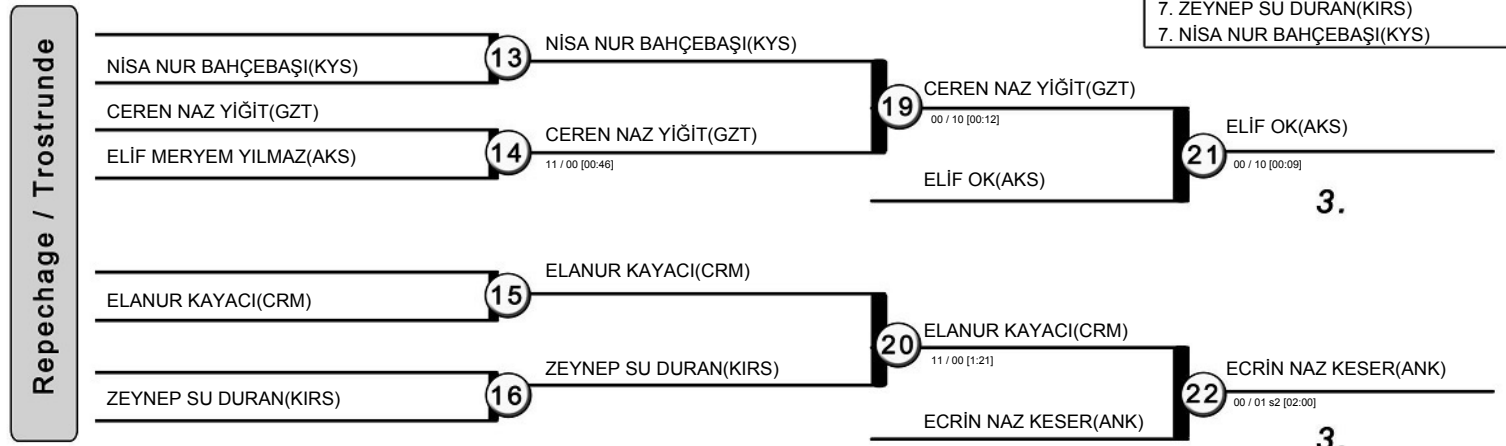 Repechage / Trostrunde
7. ZEYNEP SU DURAN(KIRS)
7. NİSA NUR BAHÇEBAŞI(KYS)
NİSA NUR BAHÇEBAŞI(KYS)
CEREN NAZ YİĞİT(GZT)
ELİF MERYEM YILMAZ(AKS)
13
NİSA NUR BAHÇEBAŞI(KYS)
14
CEREN NAZ YİĞİT(GZT)
11 / 00 [00:46]
19
CEREN NAZ YİĞİT(GZT)
00 / 10 [00:12]
ELİF OK(AKS)
21
ELİF OK(AKS)
00 / 10 [00:09]
3.
ELANUR KAYACI(CRM)
ZEYNEP SU DURAN(KIRS)
15
ELANUR KAYACI(CRM)
16
ZEYNEP SU DURAN(KIRS)
20
ELANUR KAYACI(CRM)
11 / 00 [1:21]
ECRİN NAZ KESER(ANK)
22
ECRİN NAZ KESER(ANK)
00 / 01 s2 [02:00]
3.